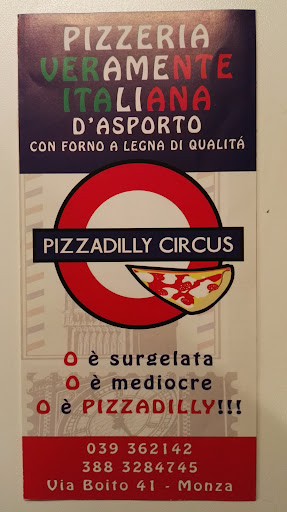 PIZZERIA
VERAMENTE
ITALIANA
D'ASPORTO
CON FORNO A LEGNA DI QUALITÁ
PIZZADILLY CIRCUS
O è surgelata
O è mediocre
O è PIZZADILLY!!!
039 362142
388 3284745
Via Boito 41 - Monza